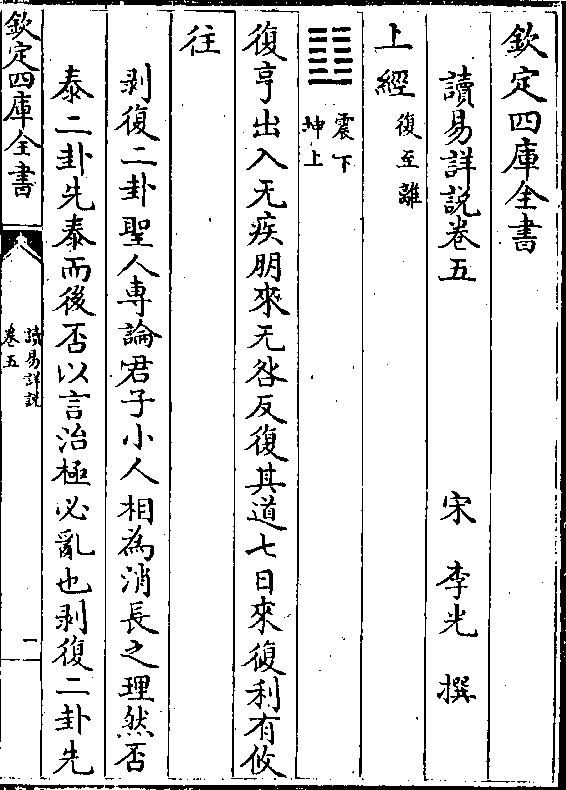 欽定四庫全書
讀易詳說卷五
宋 李光 撰
上經 復至離
震下
坤上
復亨出入无疾朋來无咎反復其道七日來復利有攸
往
剥復二卦聖人專論君子小人相為消長之理然否
泰二卦先泰而後否以言治極必亂也剥復二卦先
欽定四庫全書
讀易詳說
卷五
一